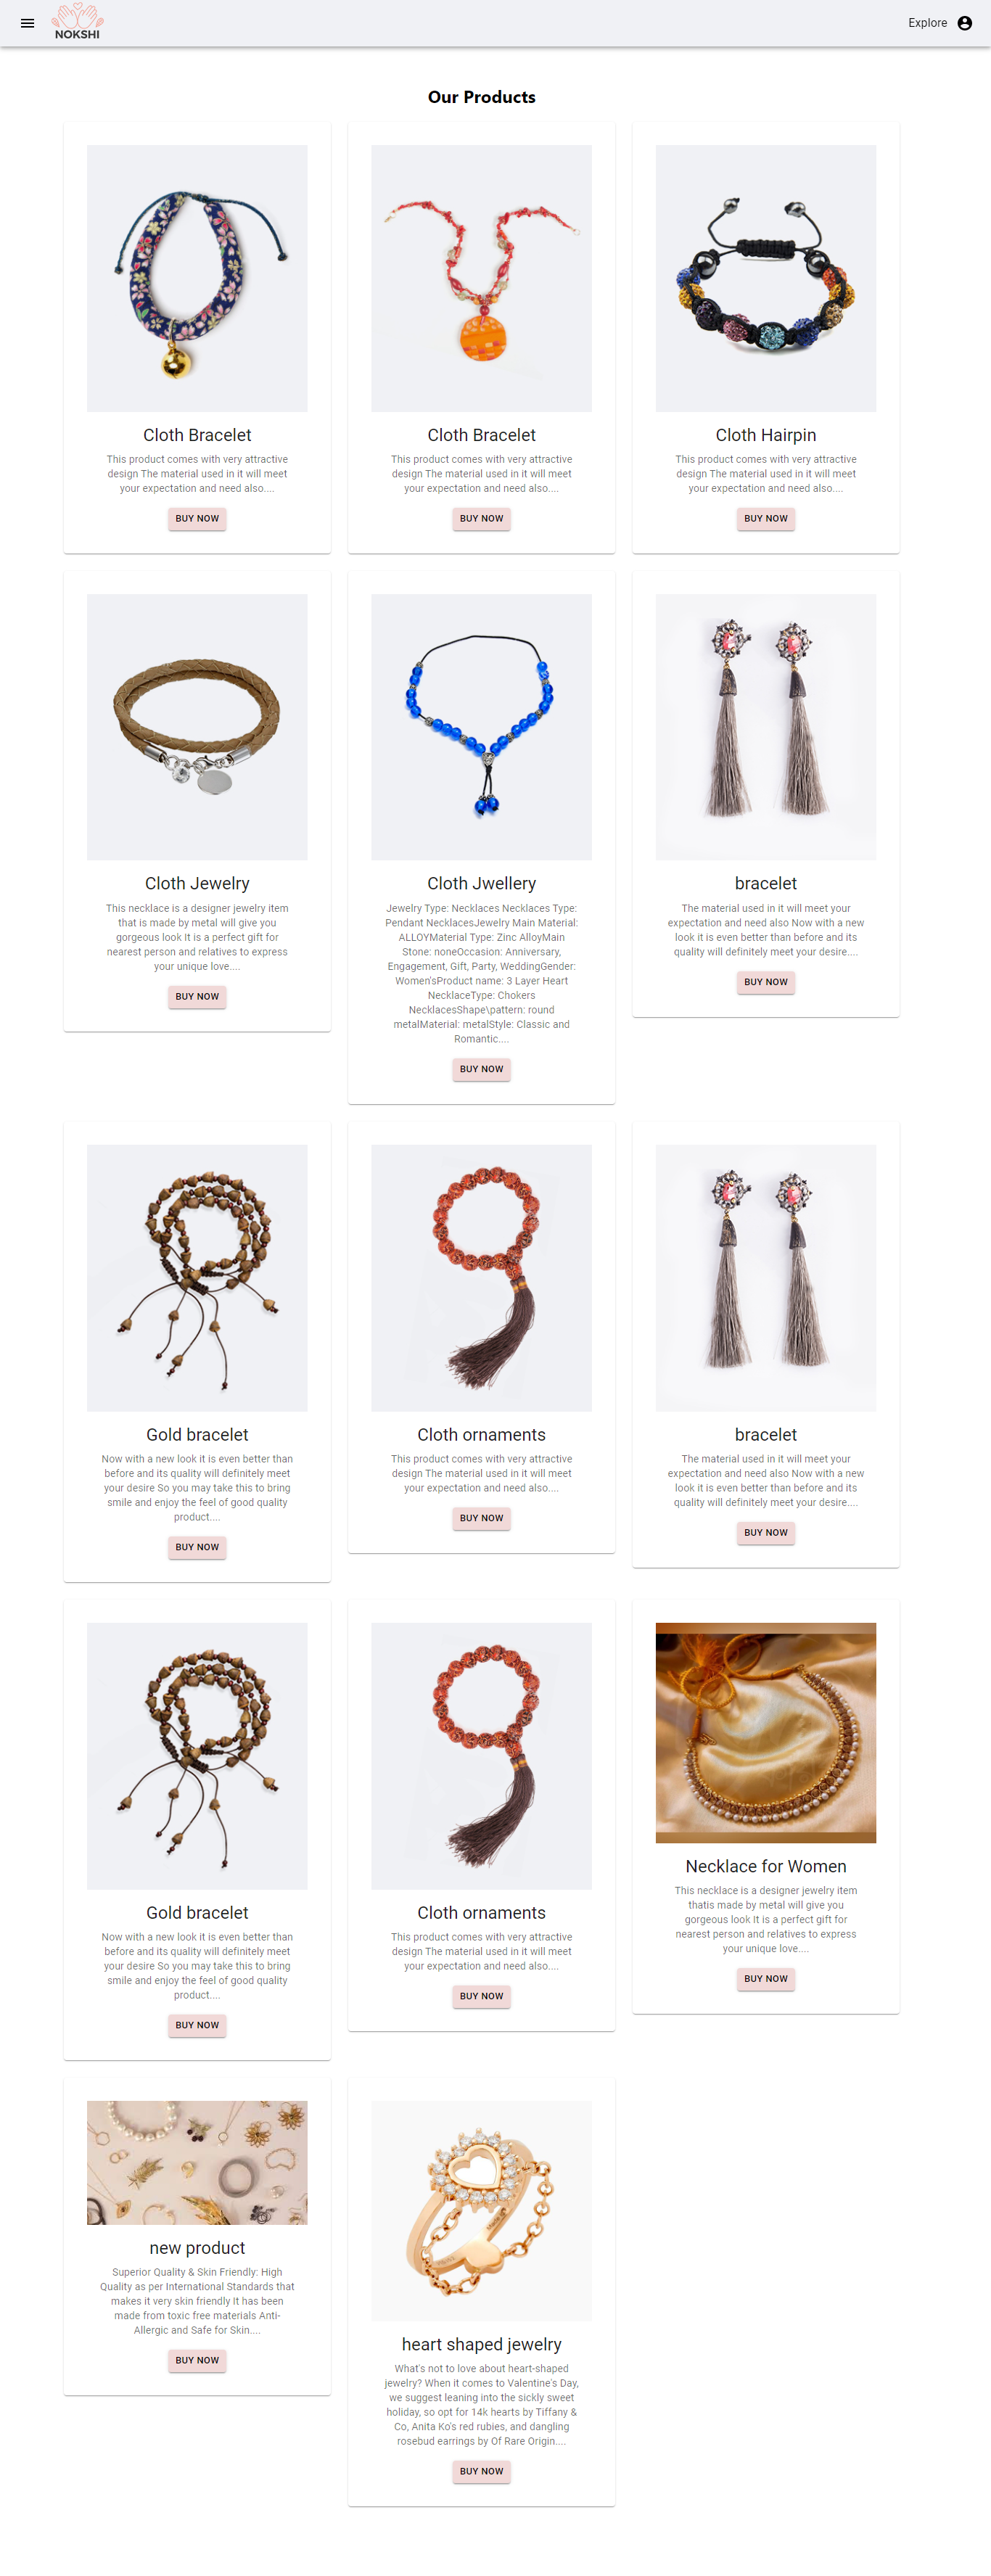 NOKSHI
Explore
Our Products
Cloth Bracelet
This product comes with very attractive
design The material used in it will meet
your expectation and need also....
BUY NOW
Cloth Bracelet
This product comes with very attractive
design The material used in it will meet
your expectation and need also....
BUY NOW
Cloth Hairpin
This product comes with very attractive
design The material used in it will meet
your expectation and need also....
BUY NOW
Cloth Jewelry
This necklace is a designer jewelry item
that is made by metal will give you
gorgeous look It is a perfect gift for
nearest person and relatives to express
your unique love....
BUY NOW
Cloth Jwellery
Jewelry Type: Necklaces Necklaces Type:
Pendant NecklacesJewelry Main Material:
ALLOYMaterial Type: Zinc AlloyMain
Stone: noneOccasion: Anniversary,
Engagement, Gift, Party, WeddingGender:
Women'sProduct name: 3 Layer Heart
NecklaceType: Chokers
NecklacesShape\pattern: round
metalMaterial: metalStyle: Classic and
Romantic....
BUY NOW
bracelet
The material used in it will meet your
expectation and need also Now with a new
look it is even better than before and its
quality will definitely meet your desire....
BUY NOW
Gold bracelet
Now with a new look it is even better than
before and its quality will definitely meet
your desire So you may take this to bring
smile and enjoy the feel of good quality
product....
BUY NOW
Cloth ornaments
This product comes with very attractive
design The material used in it will meet
your expectation and need also....
BUY NOW
bracelet
The material used in it will meet your
expectation and need also Now with a new
look it is even better than before and its
quality will definitely meet your desire....
BUY NOW
Gold bracelet
Now with a new look it is even better than
before and its quality will definitely meet
your desire So you may take this to bring
smile and enjoy the feel of good quality
product....
BUY NOW
Cloth ornaments
This product comes with very attractive
design The material used in it will meet
your expectation and need also....
BUY NOW
Necklace for Women
This necklace is a designer jewelry item
thatis made by metal will give you
gorgeous look It is a perfect gift for
nearest person and relatives to express
your unique love....
BUY NOW
new product
Superior Quality & Skin Friendly: High
Quality as per International Standards that
makes it very skin friendly It has been
made from toxic free materials Anti-
Allergic and Safe for Skin....
BUY NOW
heart shaped jewelry
What's not to love about heart-shaped
jewelry? When it comes to Valentine's Day,
we suggest leaning into the sickly sweet
holiday, so opt for 14k hearts by Tiffany &
Co, Anita Ko's red rubies, and dangling
rosebud earrings by Of Rare Origin....
BUY NOW